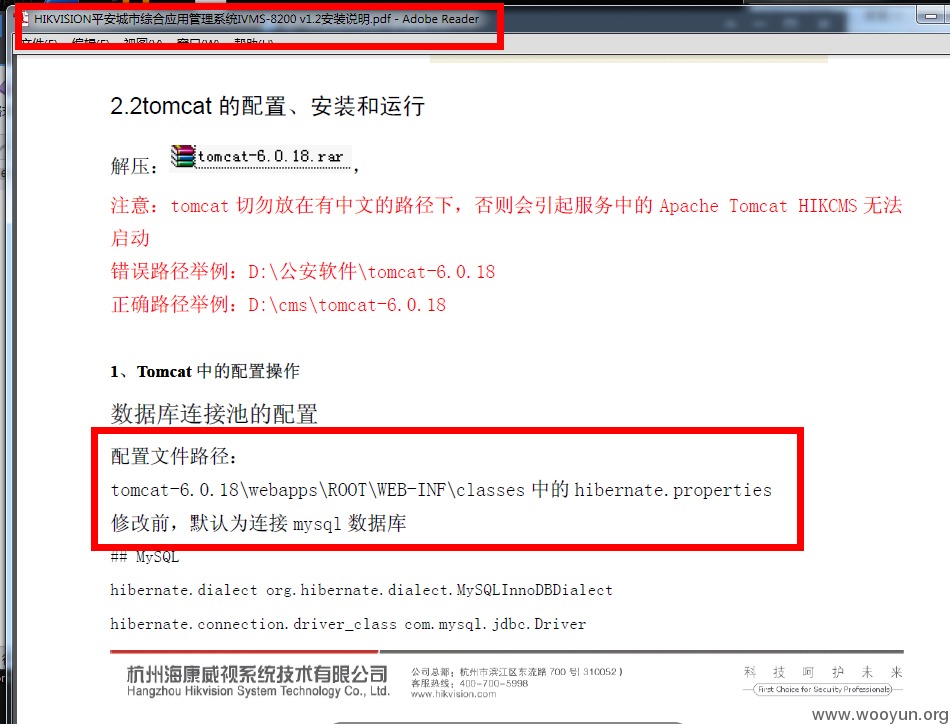 HIKVISION平安城市综合应用管理系统IVMS-8200 v1.2安装说明.pdf - Adobe Reader
文件(F) 编辑(E) 视图(V) 窗口(W) 帮助(H)
2.2tomcat 的配置、安装和运行
解压：tomcat-6.0.18.rar，
注意：tomcat 切勿放在有中文的路径下，否则会引起服务中的 Apache Tomcat HIKCMS 无法
启动
错误路径举例：D:\公安软件\tomcat-6.0.18
正确路径举例：D:\cms\tomcat-6.0.18
1、Tomcat 中的配置操作
数据库连接池的配置
配置文件路径：
tomcat-6.0.18\webapps\ROOT\WEB-INF\classes 中的 hibernate.properties
修改前，默认为连接 mysql 数据库
## MySQL
hibernate.dialect org.hibernate.dialect.MySQLInnoDBDialect
hibernate.connection.driver_class com.mysql.jdbc.Driver
杭州海康威视系统技术有限公司
Hangzhou Hikvision System Technology Co., Ltd.
公司总部：杭州市滨江区东流路 700 号( 310052 )
客服热线：400-700-5998
www.hikvision.com
科 技 呵 护 未 来
First Choice for Security Professionals
www.wooyun.org